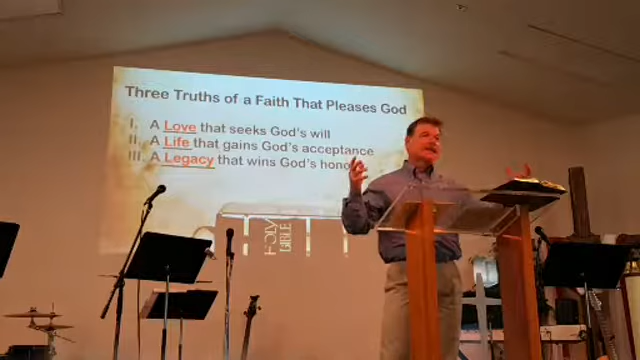 Three Truths of a Faith That Pleases God
I. A Love that seeks God's will
II. A Life that gains God's acceptance
III. A Legacy that wins God's honor
HOLY
BIBLE